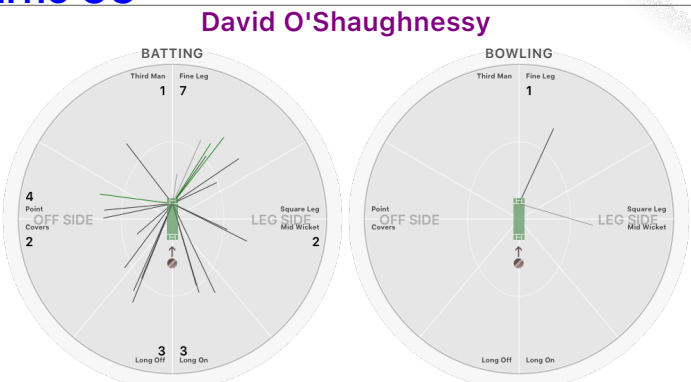 David O'Shaughnessy
BATTING
Third Man Fine Leg
1 7
4
Point
OFF SIDE
Covers
2
Square Leg
LEG SIDE
Mid Wicket
2
3 3
Long Off Long On
BOWLING
Third Man Fine Leg
1
Point
OFF SIDE
Covers
Square Leg
LEG SIDE
Mid Wicket
Long Off Long On